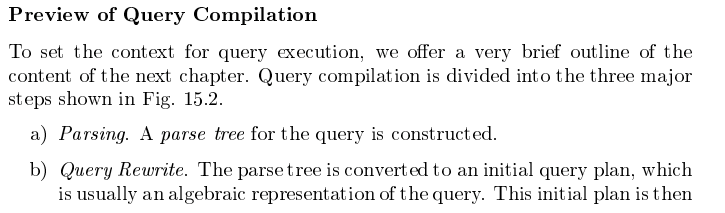 Preview of Query Compilation
To set the context for query execution, we offer a very brief outline of the
content of the next chapter. Query compilation is divided into the three major
steps shown in Fig. 15.2.
a) Parsing. A parse tree for the query is constructed.
b) Query Rewrite. The parse tree is converted to an initial query plan, which
is usually an algebraic representation of the query. This initial plan is then